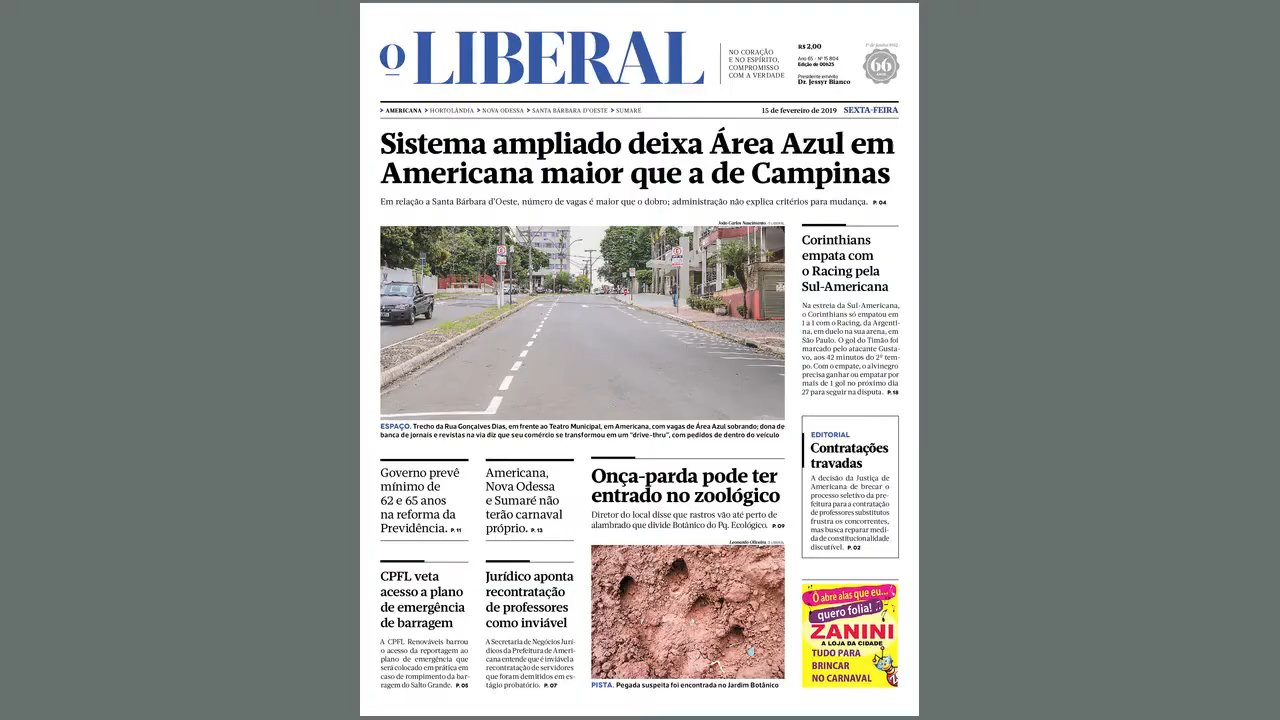 O LIBERAL
NO CORAÇÃO
E NO ESPÍRITO,
COMPROMISSO
COM A VERDADE
R$ 2,00
Ano 65 - Nº 15.804
Edição de 00h25
Presidente emérito
Dr. Jessyr Bianco
1º de junho/1952
66
AMERICANA HORTOLÂNDIA NOVA ODESSA SANTA BÁRBARA D'OESTE SUMARÉ
15 de fevereiro de 2019 SEXTA-FEIRA
Sistema ampliado deixa Área Azul em
Americana maior que a de Campinas
Em relação a Santa Bárbara d'Oeste, número de vagas é maior que o dobro; administração não explica critérios para mudança. P. 04
João Carlos Nascimento / O LIBERAL
ESPAÇO. Trecho da Rua Gonçalves Dias, em frente ao Teatro Municipal, em Americana, com vagas de Área Azul sobrando; dona de
banca de jornais e revistas na via diz que seu comércio se transformou em um "drive-thru", com pedidos de dentro do veículo
Corinthians
empata com
o Racing pela
Sul-Americana
Na estreia da Sul-Americana,
o Corinthians só empatou em
1 a 1 com o Racing, da Argenti-
na, em duelo na sua arena, em
São Paulo. O gol do Timão foi
marcado pelo atacante Gusta-
vo, aos 42 minutos do 2º tem-
po. Com o empate, o alvinegro
precisa ganhar ou empatar por
mais de 1 gol no próximo dia
27 para seguir na disputa. P. 18
EDITORIAL
Contratações
travadas
A decisão da Justiça de
Americana de brecar o
processo seletivo da pre-
feitura para a contratação
de professores substitutos
frustra os concorrentes,
mas busca reparar medi-
da de constitucionalidade
discutível. P. 02
Governo prevê
mínimo de
62 e 65 anos
na reforma da
Previdência. P. 11
Americana,
Nova Odessa
e Sumaré não
terão carnaval
próprio. P. 13
Onça-parda pode ter
entrado no zoológico
Diretor do local disse que rastros vão até perto de
alambrado que divide Botânico do Pq. Ecológico. P. 09
Leonardo Oliveira / O LIBERAL
CPFL veta
acesso a plano
de emergência
de barragem
A CPFL Renováveis barrou
o acesso da reportagem ao
plano de emergência que
será colocado em prática em
caso de rompimento da bar-
ragem do Salto Grande. P. 05
Jurídico aponta
recontratação
de professores
como inviável
A Secretaria de Negócios Jurí-
dicos da Prefeitura de Ameri-
cana entende que é inviável a
recontratação de servidores
que foram demitidos em es-
tágio probatório. P. 07
PISTA. Pegada suspeita foi encontrada no Jardim Botânico
Ô abre alas que eu...
quero folia!
ZANINI
A LOJA DA CIDADE
TUDO PARA
BRINCAR
NO CARNAVAL